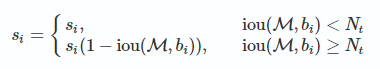 s_i = { s_i, iou(ℳ, b_i) < N_t
s_i(1 − iou(ℳ, b_i)), iou(ℳ, b_i) ≥ N_t